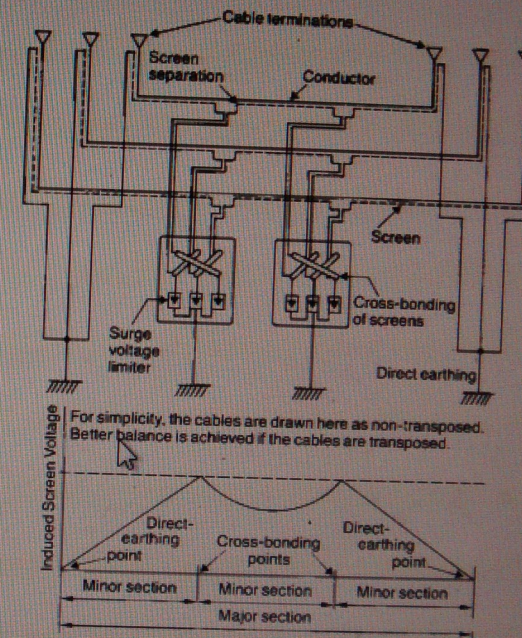 Cable terminations
Screen
separation
Conductor
Screen
Cross-bonding
of screens
Surge
voltage
limiter
Direct earthing
For simplicity, the cables are drawn here as non-transposed.
Better balance is achieved if the cables are transposed.
Induced Screen Voltage
Direct-
earthing
point
Cross-bonding
points
Direct-
earthing
point
Minor section
Minor section
Minor section
Major section